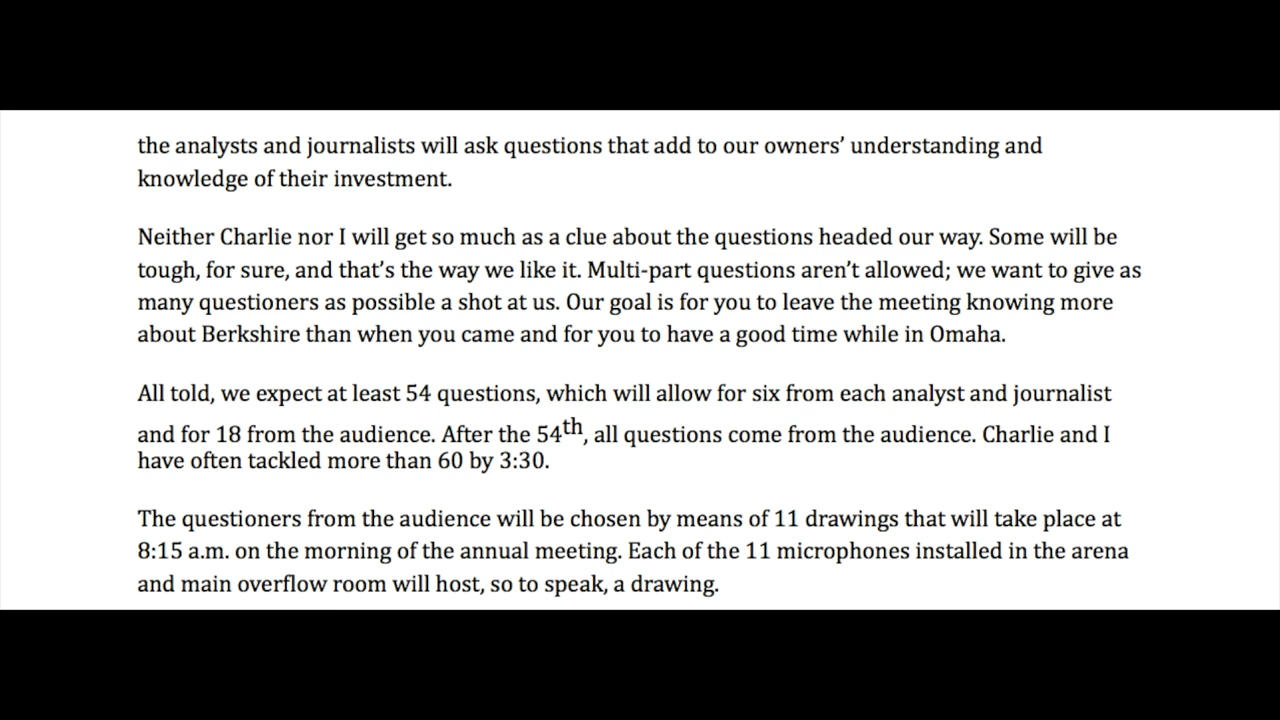 the analysts and journalists will ask questions that add to our owners’ understanding and
knowledge of their investment.
Neither Charlie nor I will get so much as a clue about the questions headed our way. Some will be
tough, for sure, and that’s the way we like it. Multi-part questions aren’t allowed; we want to give as
many questioners as possible a shot at us. Our goal is for you to leave the meeting knowing more
about Berkshire than when you came and for you to have a good time while in Omaha.
All told, we expect at least 54 questions, which will allow for six from each analyst and journalist
and for 18 from the audience. After the 54th, all questions come from the audience. Charlie and I
have often tackled more than 60 by 3:30.
The questioners from the audience will be chosen by means of 11 drawings that will take place at
8:15 a.m. on the morning of the annual meeting. Each of the 11 microphones installed in the arena
and main overflow room will host, so to speak, a drawing.